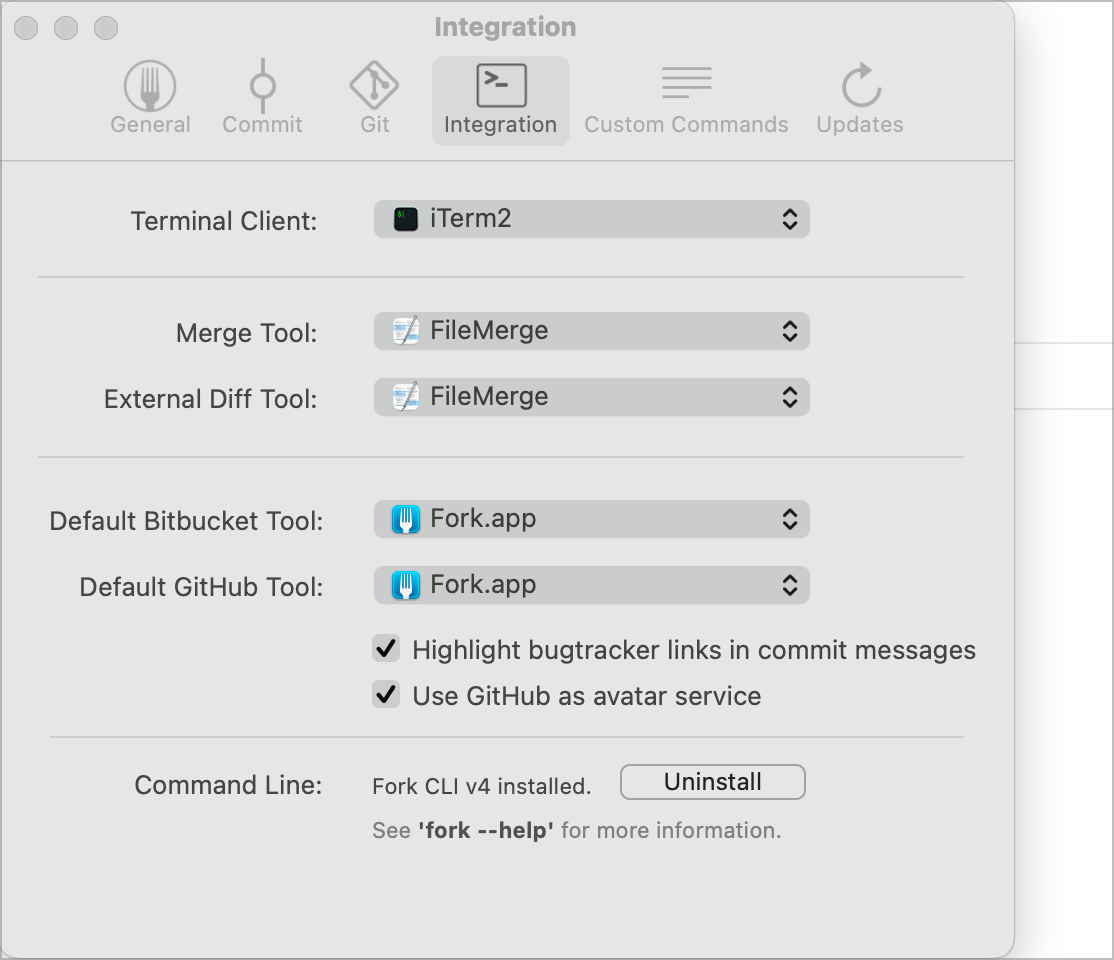 Integration
General Commit Git Integration Custom Commands Updates
Terminal Client: iTerm2
Merge Tool: FileMerge
External Diff Tool: FileMerge
Default Bitbucket Tool: Fork.app
Default GitHub Tool: Fork.app
Highlight bugtracker links in commit messages
Use GitHub as avatar service
Command Line: Fork CLI v4 installed. Uninstall
See 'fork --help' for more information.